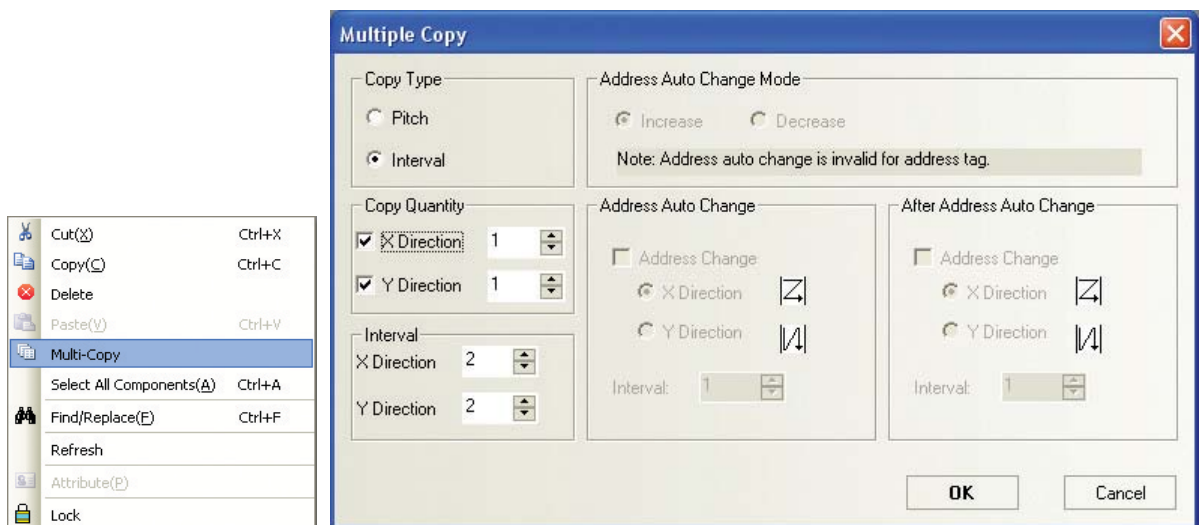 Cut(X) Ctrl+X
Copy(C) Ctrl+C
Delete
Paste(V) Ctrl+V
Multi-Copy
Select All Components(A) Ctrl+A
Find/Replace(F) Ctrl+F
Refresh
Attribute(P)
Lock
Multiple Copy
Copy Type
Pitch
Interval
Address Auto Change Mode
Increase Decrease
Note: Address auto change is invalid for address tag.
Copy Quantity
X Direction 1
Y Direction 1
Interval
X Direction 2
Y Direction 2
Address Auto Change
Address Change
X Direction
Y Direction
Interval: 1
After Address Auto Change
Address Change
X Direction
Y Direction
Interval: 1
OK Cancel